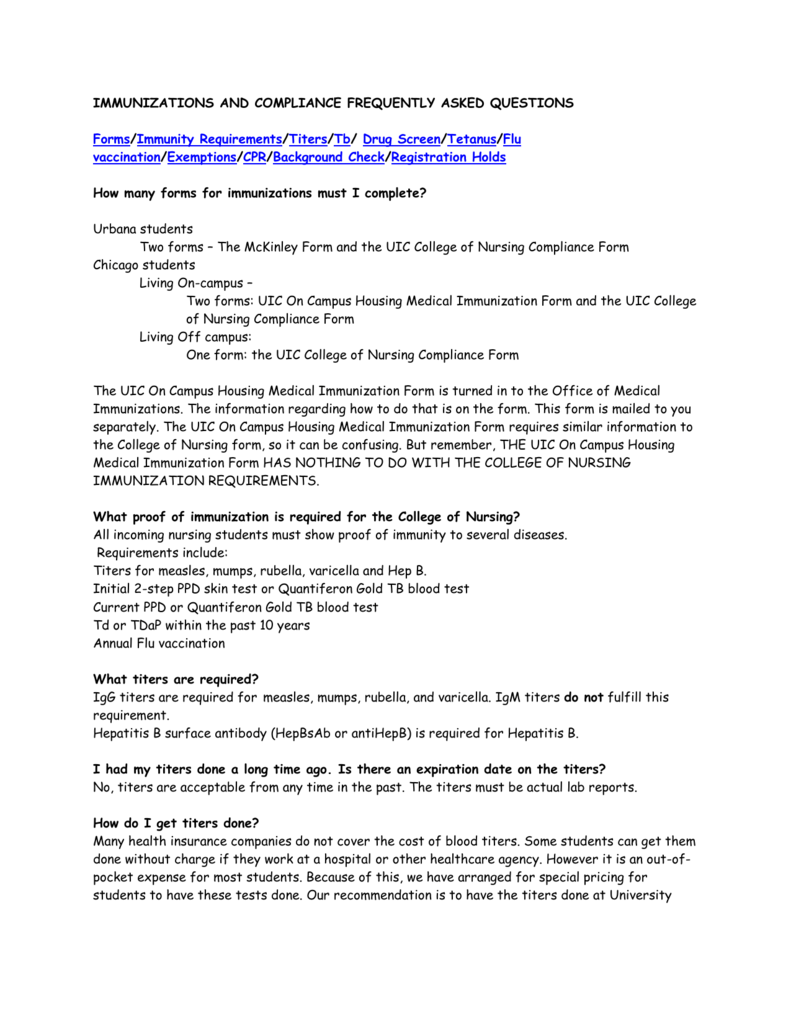 IMMUNIZATIONS AND COMPLIANCE FREQUENTLY ASKED QUESTIONS
Forms/Immunity Requirements/Titers/Tb/ Drug Screen/Tetanus/Flu
vaccination/Exemptions/CPR/Background Check/Registration Holds
How many forms for immunizations must I complete?
Urbana students
Two forms – The McKinley Form and the UIC College of Nursing Compliance Form
Chicago students
Living On-campus –
Two forms: UIC On Campus Housing Medical Immunization Form and the UIC College
of Nursing Compliance Form
Living Off campus:
One form: the UIC College of Nursing Compliance Form
The UIC On Campus Housing Medical Immunization Form is turned in to the Office of Medical
Immunizations. The information regarding how to do that is on the form. This form is mailed to you
separately. The UIC On Campus Housing Medical Immunization Form requires similar information to
the College of Nursing form, so it can be confusing. But remember, THE UIC On Campus Housing
Medical Immunization Form HAS NOTHING TO DO WITH THE COLLEGE OF NURSING
IMMUNIZATION REQUIREMENTS.
What proof of immunization is required for the College of Nursing?
All incoming nursing students must show proof of immunity to several diseases.
Requirements include:
Titers for measles, mumps, rubella, varicella and Hep B.
Initial 2-step PPD skin test or Quantiferon Gold TB blood test
Current PPD or Quantiferon Gold TB blood test
Td or TDaP within the past 10 years
Annual Flu vaccination
What titers are required?
IgG titers are required for measles, mumps, rubella, and varicella. IgM titers do not fulfill this
requirement.
Hepatitis B surface antibody (HepBsAb or antiHepB) is required for Hepatitis B.
I had my titers done a long time ago. Is there an expiration date on the titers?
No, titers are acceptable from any time in the past. The titers must be actual lab reports.
How do I get titers done?
Many health insurance companies do not cover the cost of blood titers. Some students can get them
done without charge if they work at a hospital or other healthcare agency. However it is an out-of-
pocket expense for most students. Because of this, we have arranged for special pricing for
students to have these tests done. Our recommendation is to have the titers done at University